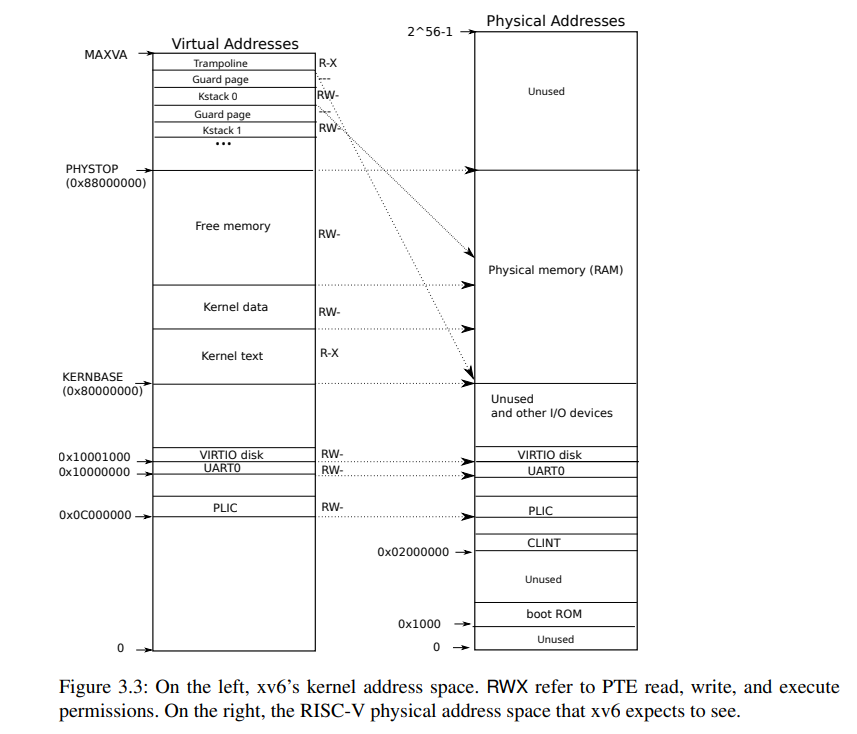 Physical Addresses
2^56-1
Virtual Addresses
MAXVA
Trampoline
R-X
Guard page
---
Unused
Kstack 0
RW-
Guard page
---
Kstack 1
RW-
...
PHYSTOP
(0x88000000)
Free memory
RW-
Physical memory (RAM)
Kernel data
RW-
Kernel text
R-X
KERNBASE
(0x80000000)
Unused
and other I/O devices
0x10001000
VIRTIO disk
RW-
VIRTIO disk
0x10000000
UART0
RW-
UART0
0x0C000000
PLIC
RW-
PLIC
CLINT
0x02000000
Unused
boot ROM
0x1000
Unused
0
0
Figure 3.3: On the left, xv6's kernel address space. RWX refer to PTE read, write, and execute
permissions. On the right, the RISC-V physical address space that xv6 expects to see.